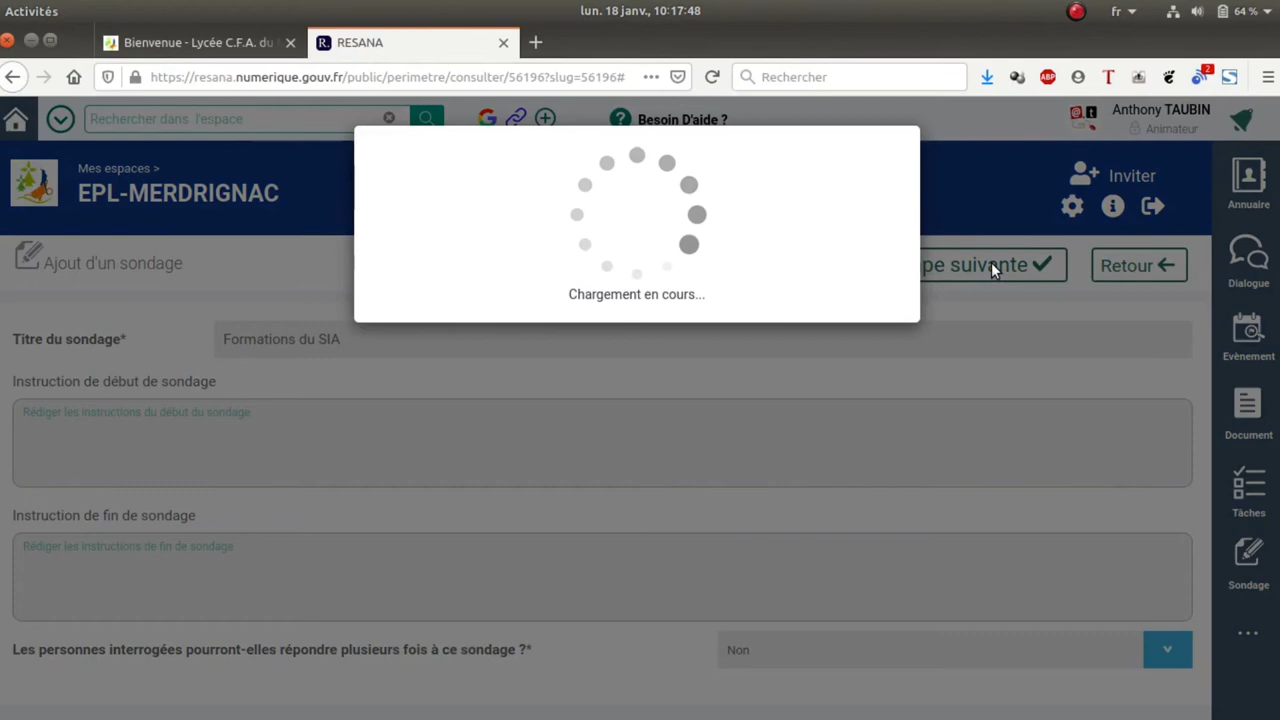 Activités
lun. 18 janv., 10:17:48
fr
64 %
Bienvenue - Lycée C.F.A. du
RESANA
https://resana.numerique.gouv.fr/public/perimetre/consulter/56196?slug=56196#
Rechercher
ABP
T
2
Rechercher dans l'espace
Besoin D'aide ?
Anthony TAUBIN
Animateur
Mes espaces >
EPL-MERDRIGNAC
Inviter
Annuaire
Ajout d'un sondage
pe suivante
Retour
Chargement en cours...
Dialogue
Titre du sondage*
Formations du SIA
Evènement
Instruction de début de sondage
Rédiger les instructions du début du sondage
Document
Instruction de fin de sondage
Tâches
Rédiger les instructions de fin de sondage
Sondage
Les personnes interrogées pourront-elles répondre plusieurs fois à ce sondage ?*
Non